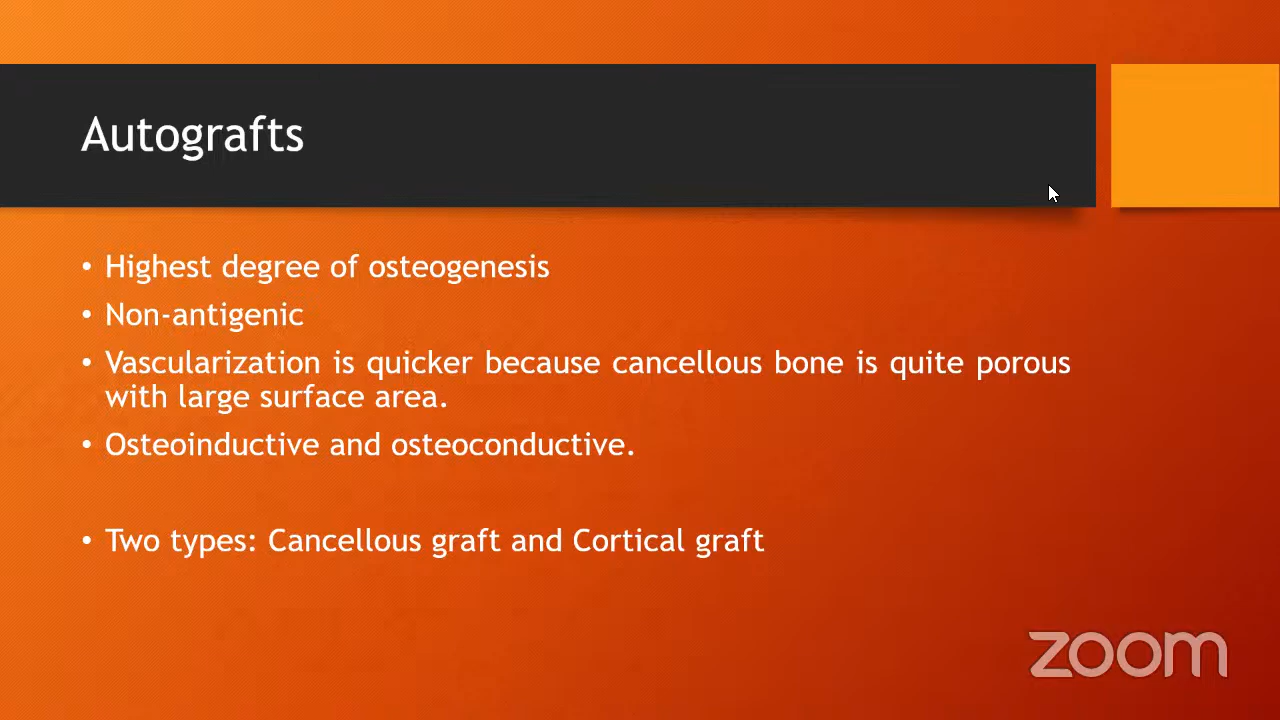 Autografts
• Highest degree of osteogenesis
• Non-antigenic
• Vascularization is quicker because cancellous bone is quite porous
with large surface area.
• Osteoinductive and osteoconductive.
• Two types: Cancellous graft and Cortical graft
zoom